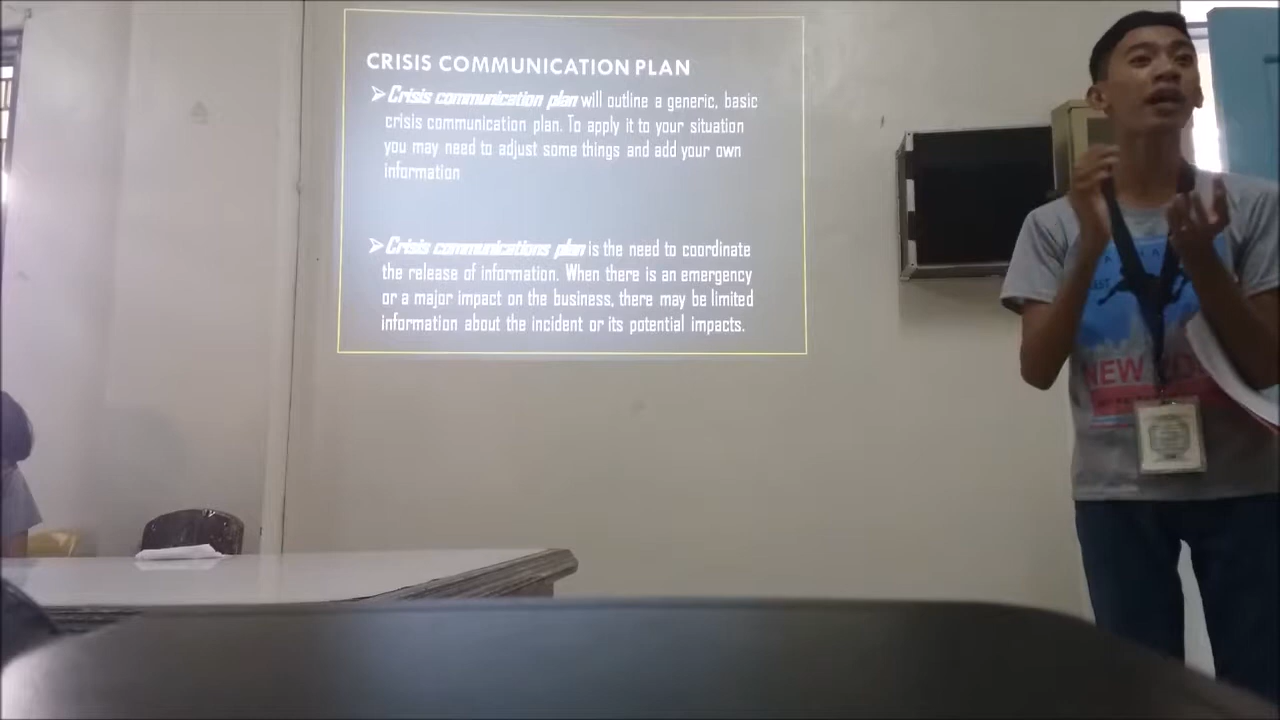 CRISIS COMMUNICATION PLAN
➢Crisis communication plan will outline a generic, basic
crisis communication plan. To apply it to your situation
you may need to adjust some things and add your own
information
➢Crisis communications plan is the need to coordinate
the release of information. When there is an emergency
or a major impact on the business, there may be limited
information about the incident or its potential impacts.
NEW